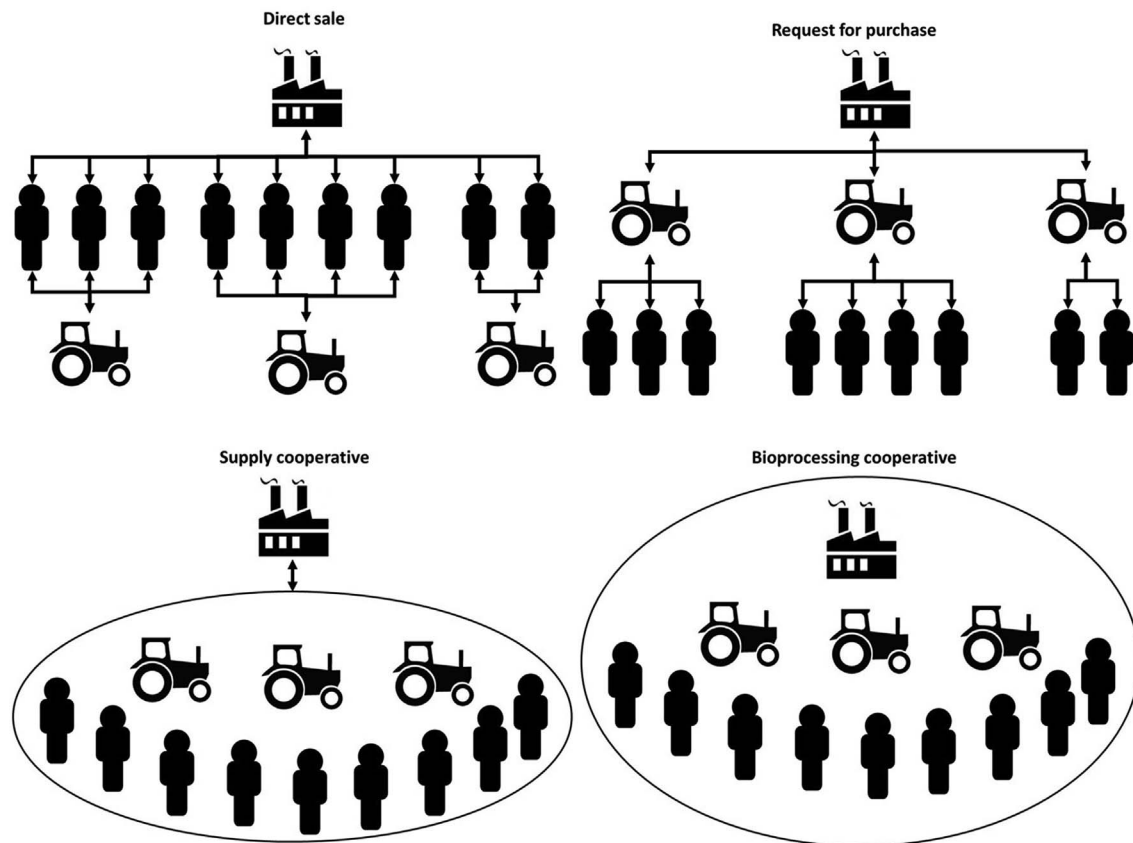 Direct sale
Request for purchase
Supply cooperative
Bioprocessing cooperative